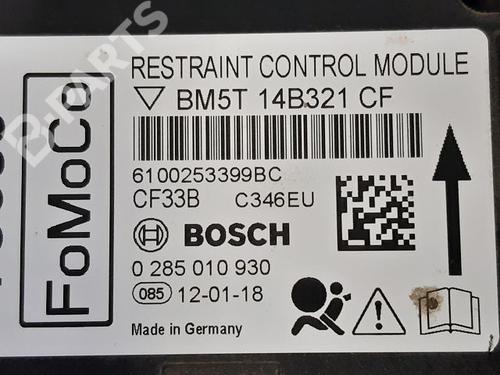 RESTRAINT CONTROL MODULE
BM5T 14B321 CF
6100253399BC
CF33B C346EU
BOSCH
0 285 010 930
085 12-01-18
Made in Germany
FoMoCo
B-PARTS